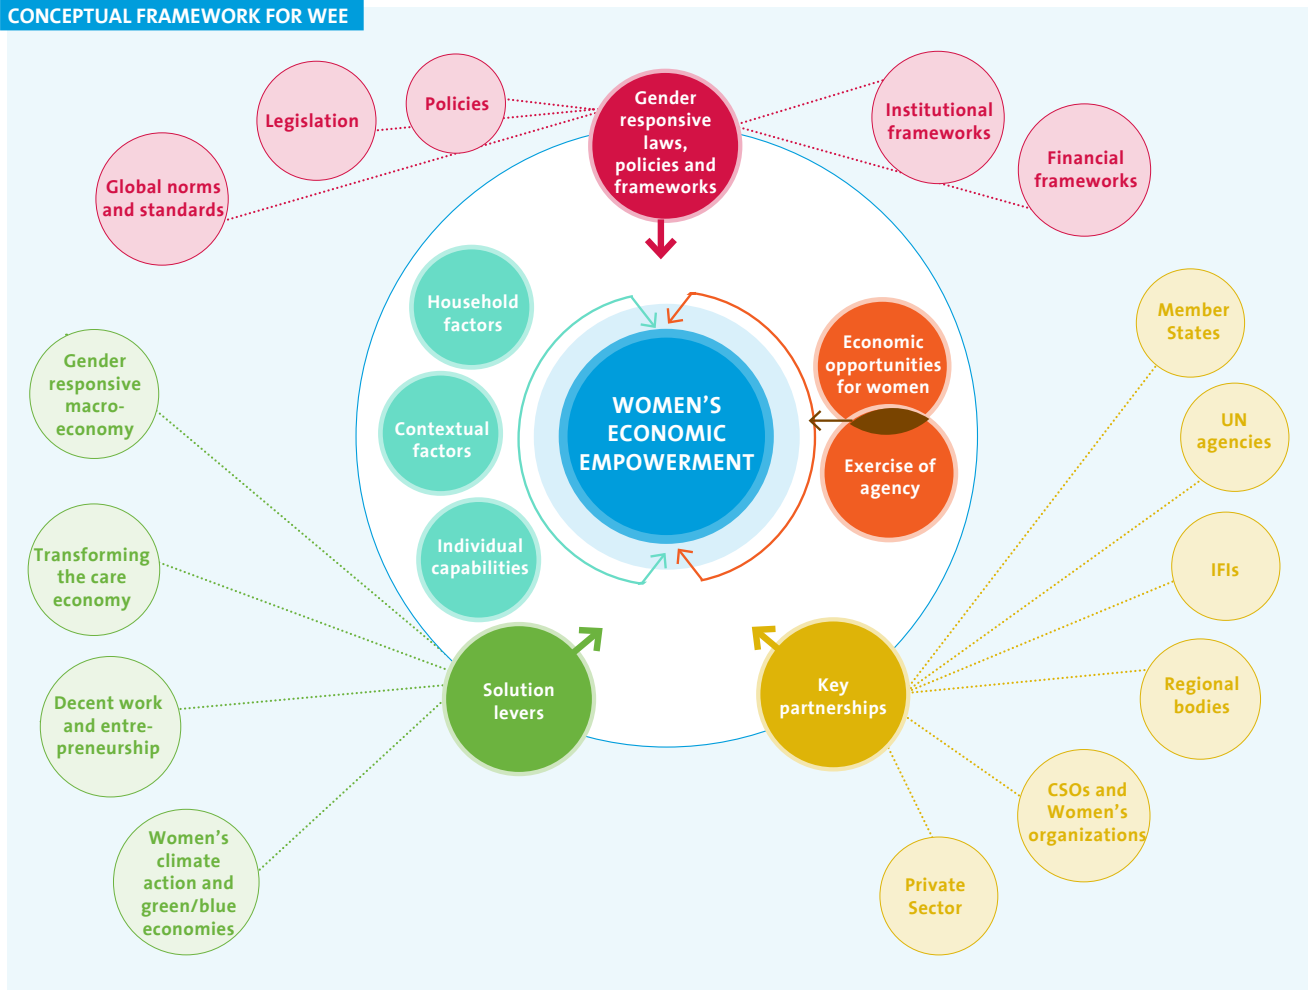 CONCEPTUAL FRAMEWORK FOR WEE
Policies
Legislation
Global norms
and standards
Gender
responsive
laws,
policies and
frameworks
Institutional
frameworks
Financial
frameworks
Household
factors
Contextual
factors
Individual
capabilities
WOMEN'S
ECONOMIC
EMPOWERMENT
Economic
opportunities
for women
Exercise of
agency
Gender
responsive
macro-
economy
Transforming
the care
economy
Decent work
and entre-
preneurship
Women's
climate
action and
green/blue
economies
Solution
levers
Key
partnerships
Member
States
UN
agencies
IFIs
Regional
bodies
CSOs and
Women's
organizations
Private
Sector